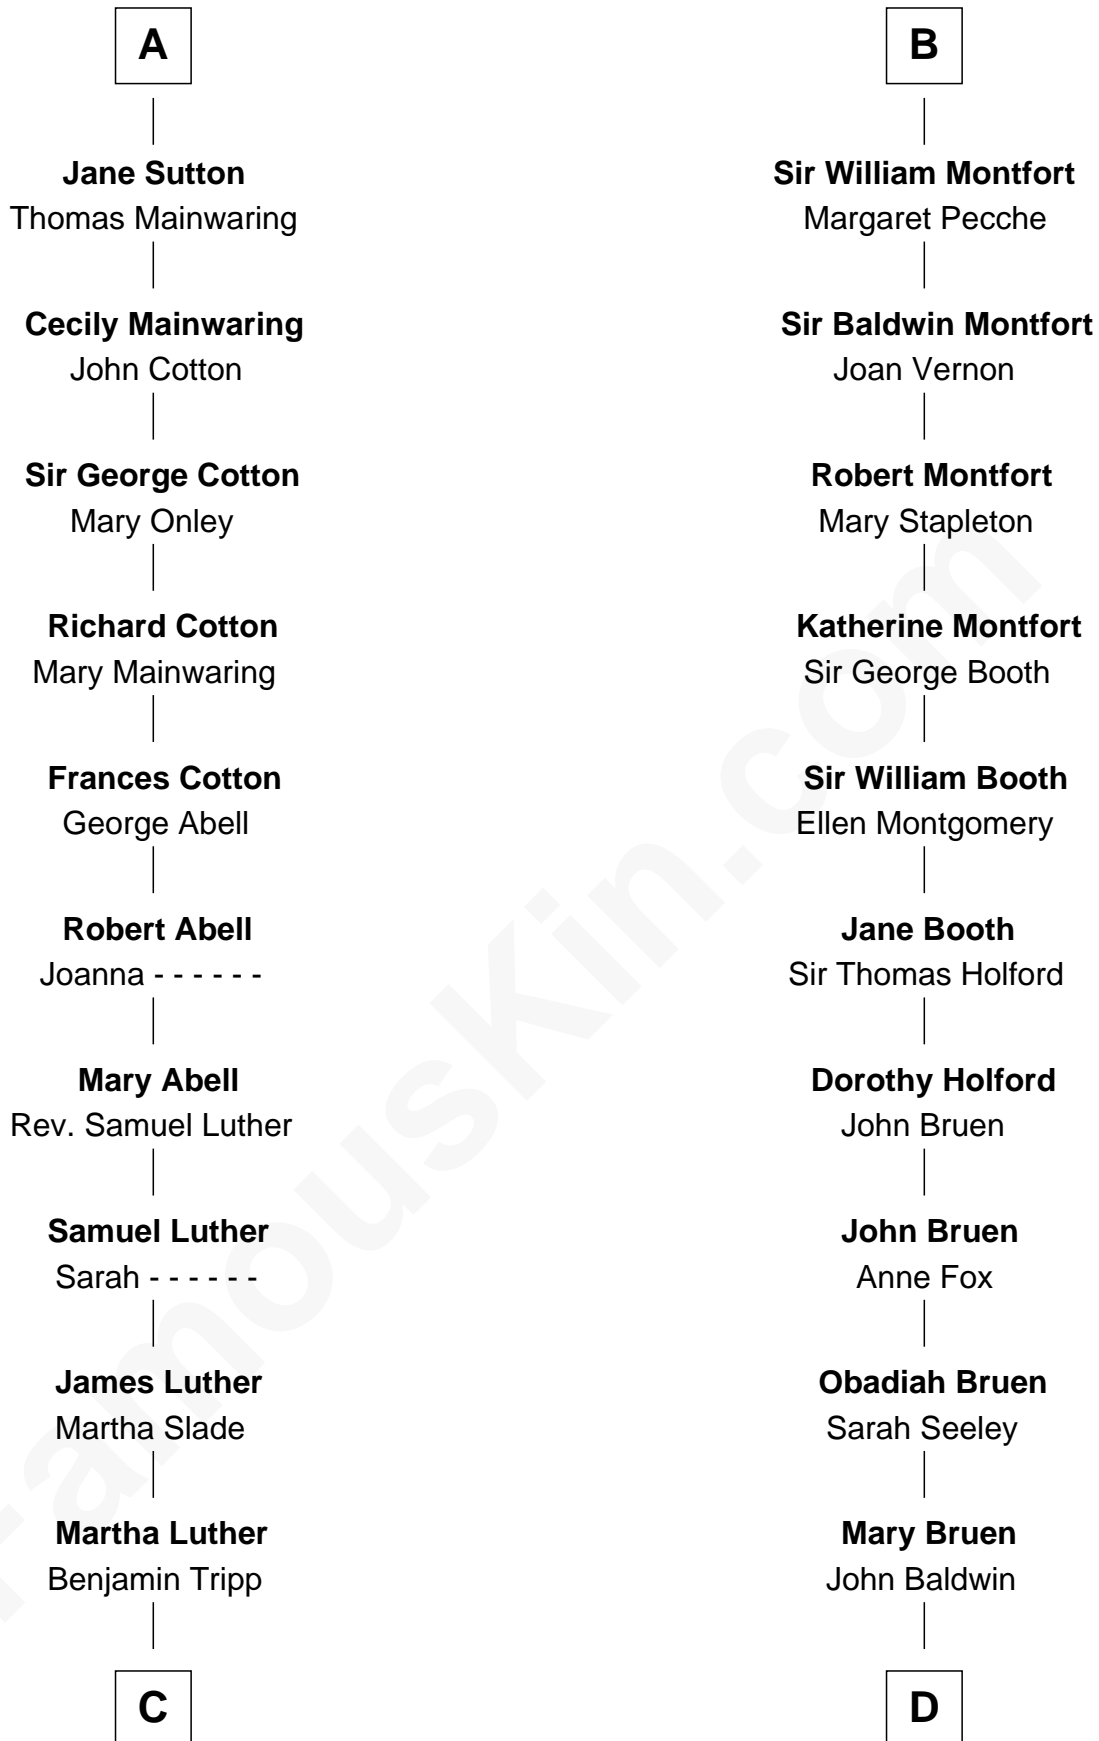 A
Jane Sutton
Thomas Mainwaring
Cecily Mainwaring
John Cotton
Sir George Cotton
Mary Onley
Richard Cotton
Mary Mainwaring
Frances Cotton
George Abell
Robert Abell
Joanna - - - - - -
Mary Abell
Rev. Samuel Luther
Samuel Luther
Sarah - - - - - -
James Luther
Martha Slade
Martha Luther
Benjamin Tripp
C
B
Sir William Montfort
Margaret Pecche
Sir Baldwin Montfort
Joan Vernon
Robert Montfort
Mary Stapleton
Katherine Montfort
Sir George Booth
Sir William Booth
Ellen Montgomery
Jane Booth
Sir Thomas Holford
Dorothy Holford
John Bruen
John Bruen
Anne Fox
Obadiah Bruen
Sarah Seeley
Mary Bruen
John Baldwin
D
FamousKin.com